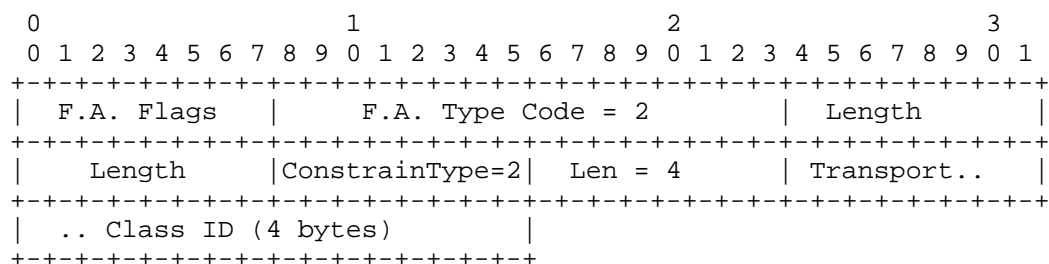 0                   1                   2                   3
 0 1 2 3 4 5 6 7 8 9 0 1 2 3 4 5 6 7 8 9 0 1 2 3 4 5 6 7 8 9 0 1
+-+-+-+-+-+-+-+-+-+-+-+-+-+-+-+-+-+-+-+-+-+-+-+-+-+-+-+-+-+-+-+-+
|  F.A. Flags   |     F.A. Type Code = 2        |  Length       |
+-+-+-+-+-+-+-+-+-+-+-+-+-+-+-+-+-+-+-+-+-+-+-+-+-+-+-+-+-+-+-+-+
|    Length     |ConstrainType=2|  Len = 4      | Transport..   |
+-+-+-+-+-+-+-+-+-+-+-+-+-+-+-+-+-+-+-+-+-+-+-+-+-+-+-+-+-+-+-+-+
|  .. Class ID (4 bytes)        |
+-+-+-+-+-+-+-+-+-+-+-+-+-+-+-+-+